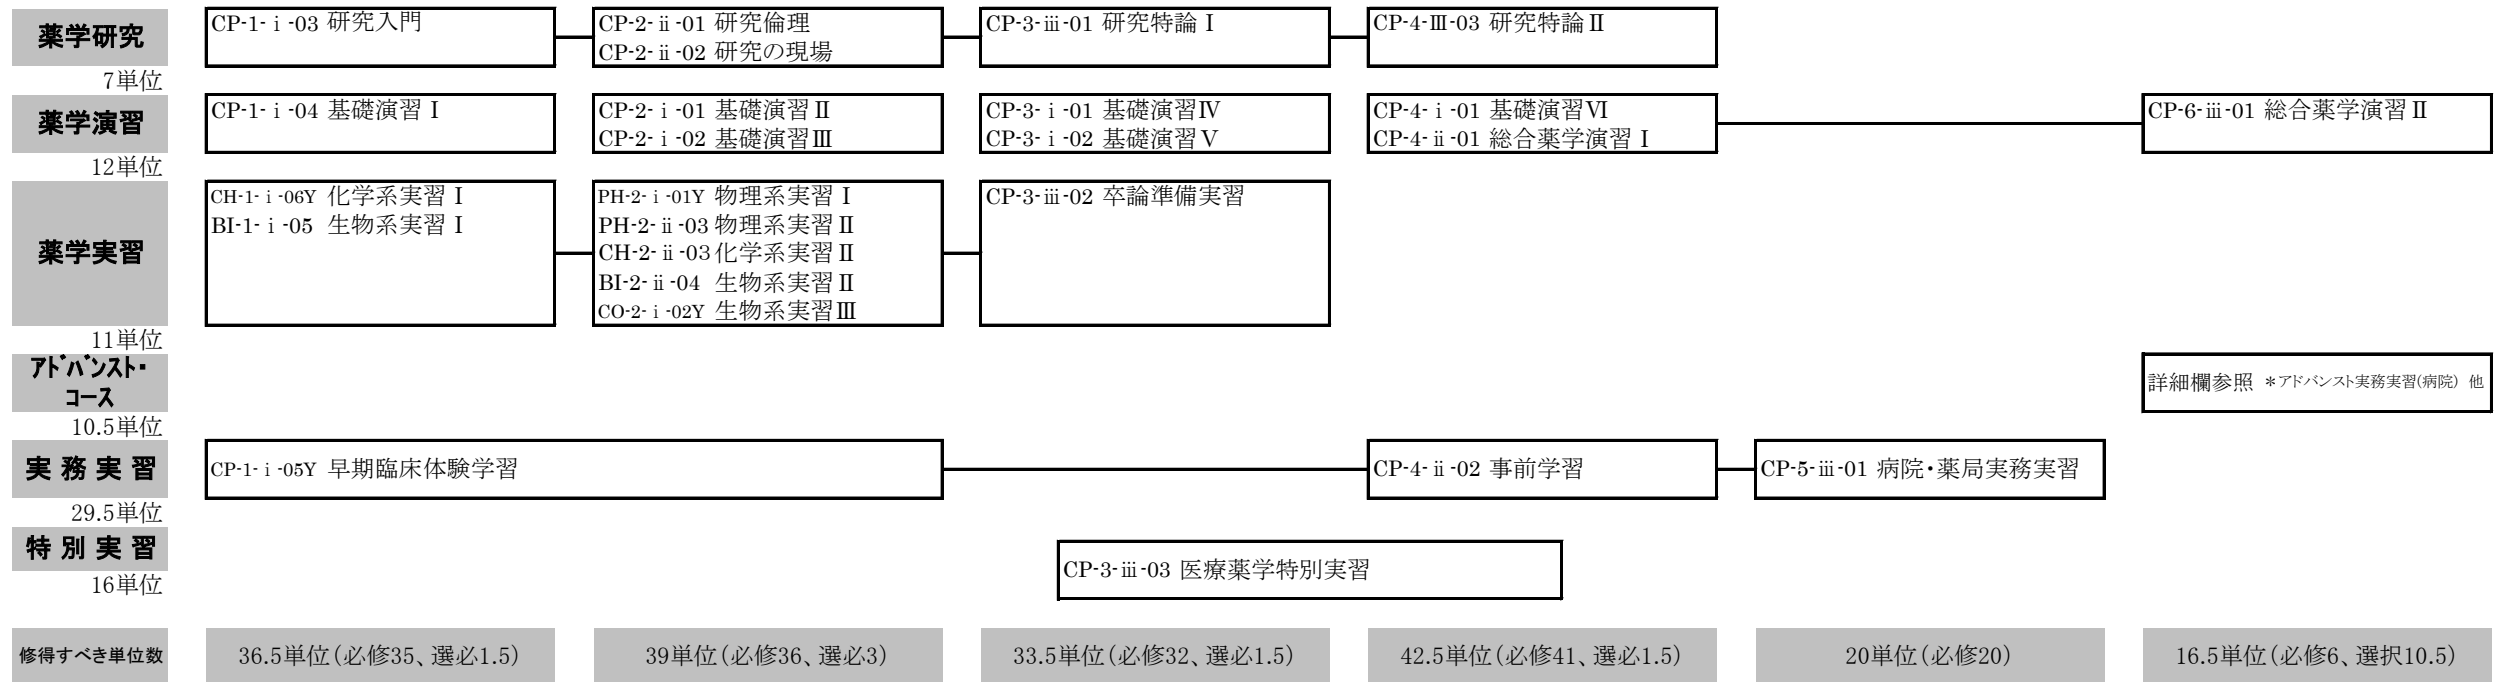 薬学研究
7単位
CP-1-ⅰ-03 研究入門
CP-2-ⅱ-01 研究倫理
CP-2-ⅱ-02 研究の現場
CP-3-ⅲ-01 研究特論Ⅰ
CP-4-Ⅲ-03 研究特論Ⅱ
薬学演習
12単位
CP-1-ⅰ-04 基礎演習Ⅰ
CP-2-ⅰ-01 基礎演習Ⅱ
CP-2-ⅰ-02 基礎演習Ⅲ
CP-3-ⅰ-01 基礎演習Ⅳ
CP-3-ⅰ-02 基礎演習Ⅴ
CP-4-ⅰ-01 基礎演習Ⅵ
CP-4-ⅱ-01 総合薬学演習Ⅰ
CP-6-ⅲ-01 総合薬学演習Ⅱ
薬学実習
11単位
CH-1-ⅰ-06Y 化学系実習Ⅰ
BI-1-ⅰ-05 生物系実習Ⅰ
PH-2-ⅰ-01Y 物理系実習Ⅰ
PH-2-ⅱ-03 物理系実習Ⅱ
CH-2-ⅱ-03 化学系実習Ⅱ
BI-2-ⅱ-04 生物系実習Ⅱ
CO-2-ⅰ-02Y 生物系実習Ⅲ
CP-3-ⅲ-02 卒論準備実習
ｱﾄﾞﾊﾞﾝｽﾄ・
ｺｰｽ
10.5単位
詳細欄参照 *アドバンスト実務実習(病院) 他
実務実習
29.5単位
CP-1-ⅰ-05Y 早期臨床体験学習
CP-4-ⅱ-02 事前学習
CP-5-ⅲ-01 病院・薬局実務実習
特別実習
16単位
CP-3-ⅲ-03 医療薬学特別実習
修得すべき単位数
36.5単位(必修35、選必1.5)
39単位(必修36、選必3)
33.5単位(必修32、選必1.5)
42.5単位(必修41、選必1.5)
20単位(必修20)
16.5単位(必修6、選択10.5)